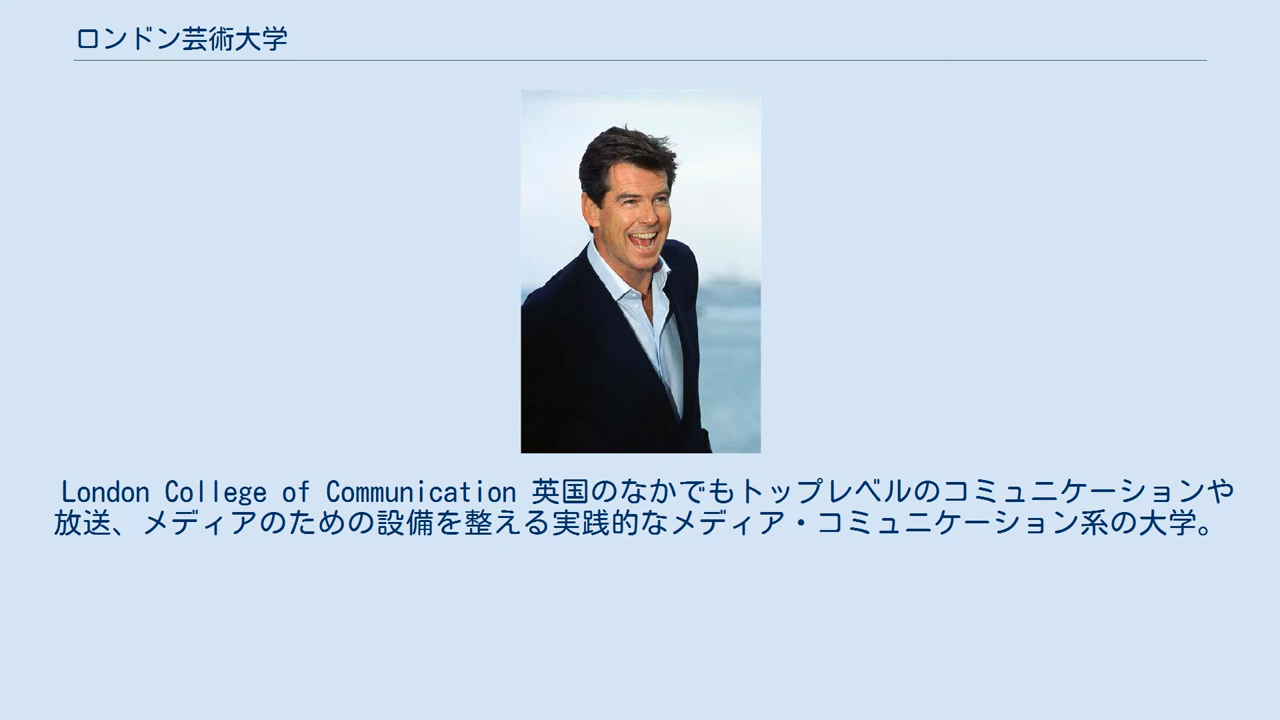 ロンドン芸術大学
London College of Communication 英国のなかでもトップレベルのコミュニケーションや
放送、メディアのための設備を整える実践的なメディア・コミュニケーション系の大学。